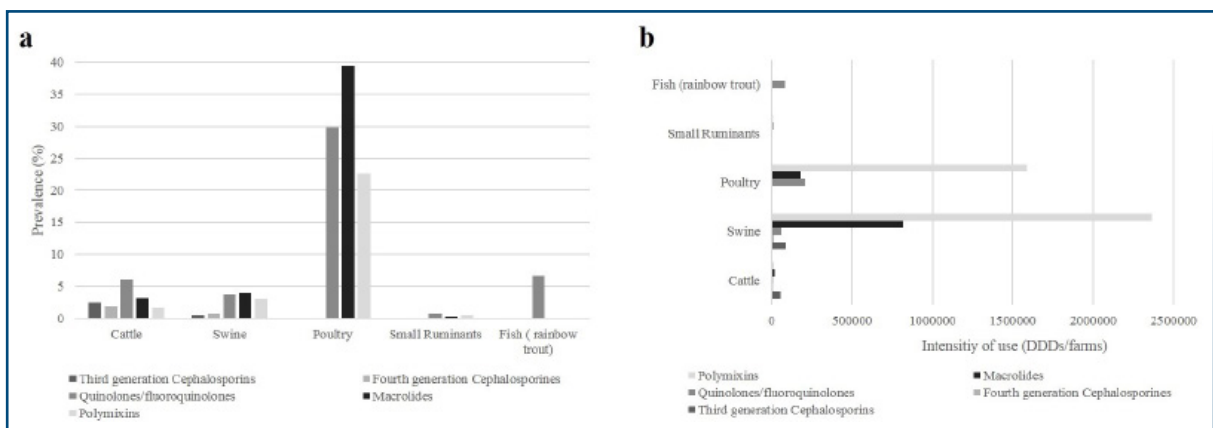 a
40
35
30
25
20
15
10
5
0
Prevalence (%)
Cattle
Swine
Poultry
Small Ruminants
Fish ( rainbow
trout)
Third generation Cephalosporins
Fourth generation Cephalosporines
Quinolones/fluoroquinolones
Macrolides
Polymixins
b
Fish (rainbow trout)
Small Ruminants
Poultry
Swine
Cattle
0 500000 1000000 1500000 2000000 2500000
Intensitiy of use (DDDs/farms)
Polymixins
Macrolides
Quinolones/fluoroquinolones
Fourth generation Cephalosporines
Third generation Cephalosporins